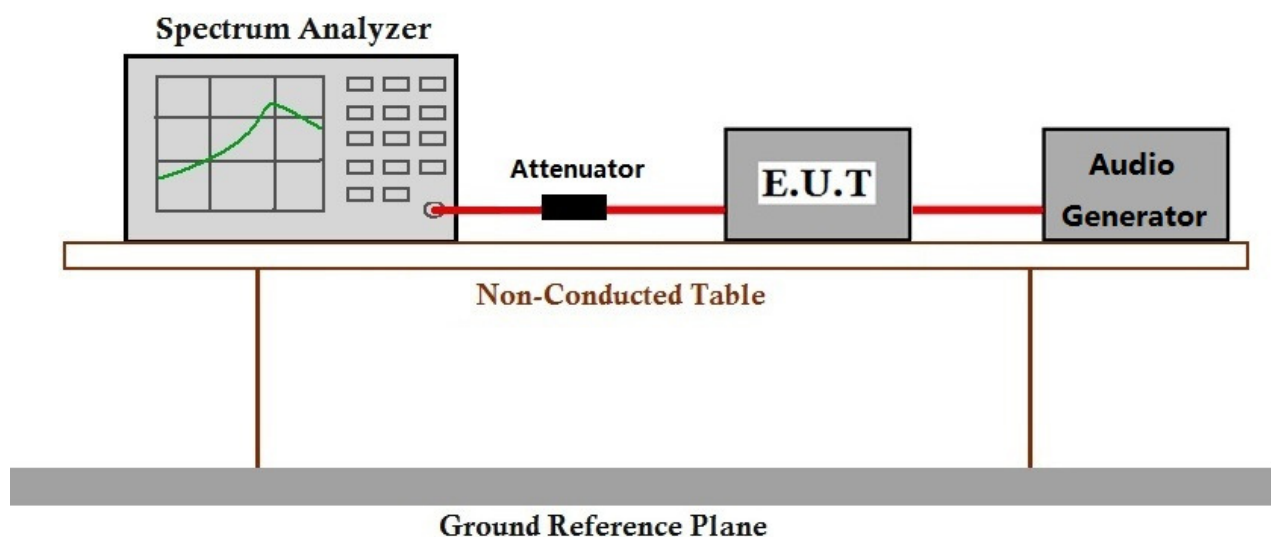 Spectrum Analyzer
Attenuator
E.U.T
Audio
Generator
Non-Conducted Table
Ground Reference Plane